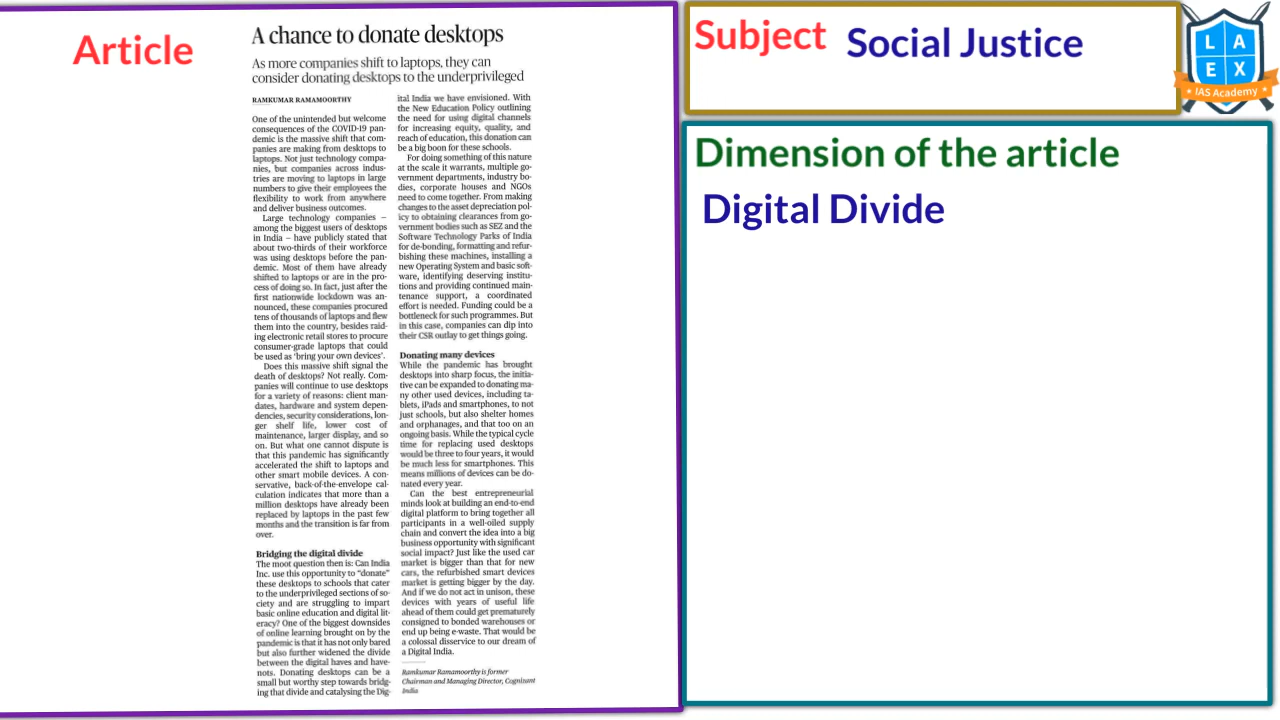 Article
A chance to donate desktops
As more companies shift to laptops, they can
consider donating desktops to the underprivileged
RAMKUMAR RAMAMOORTHY
One of the unintended but welcome
consequences of the COVID-19 pan-
demic is the massive shift that com-
panies are making from desktops to
laptops. Not just technology compa-
nies, but companies across indus-
tries are moving to laptops in large
numbers to give their employees the
flexibility to work from anywhere
and deliver business outcomes.
Large technology companies –
among the biggest users of desktops
in India – have publicly stated that
about two-thirds of their workforce
was using desktops before the pan-
demic. Most of them have already
shifted to laptops or are in the pro-
cess of doing so. In fact, just after the
first nationwide lockdown was an-
nounced, these companies procured
tens of thousands of laptops and flew
them into the country, besides raid-
ing electronic retail stores to procure
consumer-grade laptops that could
be used as 'bring your own devices'.
Does this massive shift signal the
death of desktops? Not really. Com-
panies will continue to use desktops
for a variety of reasons: client man-
dates, hardware and system depen-
dencies, security considerations, lon-
ger shelf life, lower cost of
maintenance, larger display, and so
on. But what one cannot dispute is
that this pandemic has significantly
accelerated the shift to laptops and
other smart mobile devices. A con-
servative, back-of-the-envelope cal-
culation indicates that more than a
million desktops have already been
replaced by laptops in the past few
months and the transition is far from
over.
Bridging the digital divide
The moot question then is: Can India
Inc. use this opportunity to "donate"
these desktops to schools that cater
to the underprivileged sections of so-
ciety and are struggling to impart
basic online education and digital lit-
eracy? One of the biggest downsides
of online learning brought on by the
pandemic is that it has not only bared
but also further widened the divide
between the digital haves and have-
nots. Donating desktops can be a
small but worthy step towards bridg-
ing that divide and catalysing the Dig-
ital India we have envisioned. With
the New Education Policy outlining
the need for using digital channels
for increasing equity, quality, and
reach of education, this donation can
be a big boon for these schools.
For doing something of this nature
at the scale it warrants, multiple go-
vernment departments, industry bo-
dies, corporate houses and NGOs
need to come together. From making
changes to the asset depreciation pol-
icy to obtaining clearances from go-
vernment bodies such as SEZ and the
Software Technology Parks of India
for de-bonding, formatting and refur-
bishing these machines, installing a
new Operating System and basic soft-
ware, identifying deserving institu-
tions and providing continued main-
tenance support, a coordinated
effort is needed. Funding could be a
bottleneck for such programmes. But
in this case, companies can dip into
their CSR outlay to get things going.
Donating many devices
While the pandemic has brought
desktops into sharp focus, the initia-
tive can be expanded to donating ma-
ny other used devices, including ta-
blets, iPads and smartphones, to not
just schools, but also shelter homes
and orphanages, and that too on an
ongoing basis. While the typical cycle
time for replacing used desktops
would be three to four years, it would
be much less for smartphones. This
means millions of devices can be do-
nated every year.
Can the best entrepreneurial
minds look at building an end-to-end
digital platform to bring together all
participants in a well-oiled supply
chain and convert the idea into a big
business opportunity with significant
social impact? Just like the used car
market is bigger than that for new
cars, the refurbished smart devices
market is getting bigger by the day.
And if we do not act in unison, these
devices with years of useful life
ahead of them could get prematurely
consigned to bonded warehouses or
end up being e-waste. That would be
a colossal disservice to our dream of
a Digital India.
Ramkumar Ramamoorthy is former
Chairman and Managing Director, Cognizant
India
Subject Social Justice
L A
E X
IAS Academy
Dimension of the article
Digital Divide